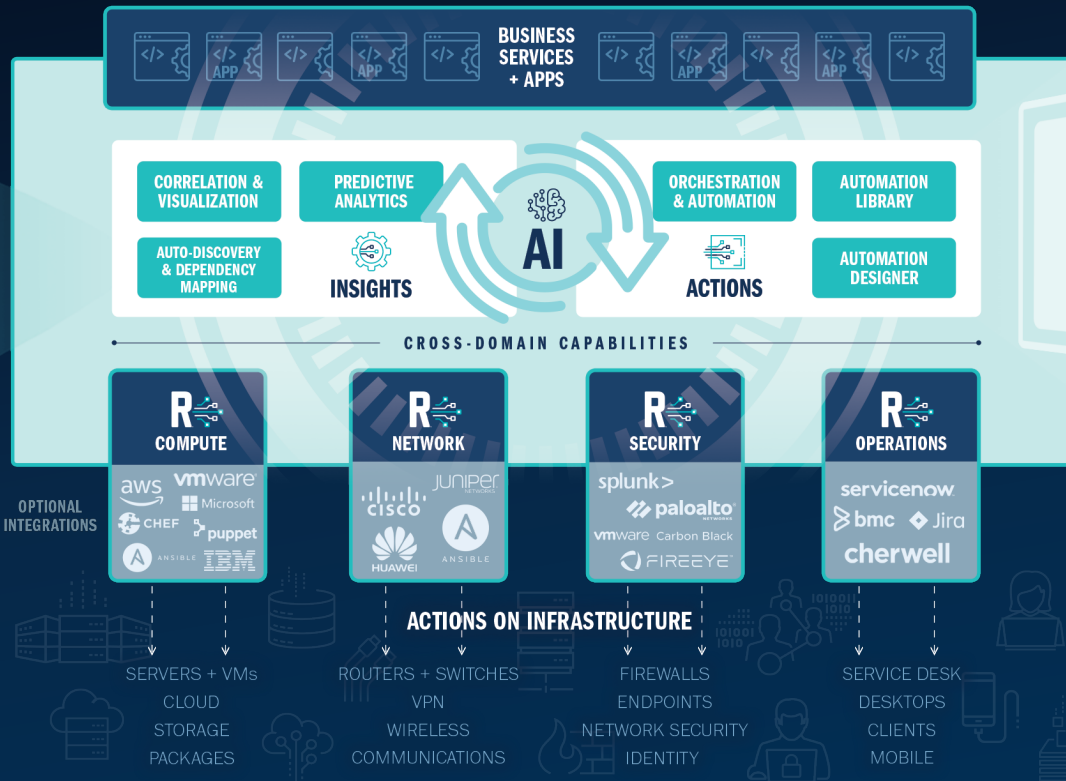 BUSINESS
SERVICES
+ APPS
</>
</>
APP
</>
</>
APP
</>
</>
</>
APP
</>
</>
APP
</>
CORRELATION &
VISUALIZATION
PREDICTIVE
ANALYTICS
AUTO-DISCOVERY
& DEPENDENCY
MAPPING
INSIGHTS
AI
ORCHESTRATION
& AUTOMATION
AUTOMATION
LIBRARY
ACTIONS
AUTOMATION
DESIGNER
CROSS-DOMAIN CAPABILITIES
R
COMPUTE
R
NETWORK
R
SECURITY
R
OPERATIONS
OPTIONAL
INTEGRATIONS
aws
vmware®
Microsoft
CHEF
puppet
A
ANSIBLE
IBM
JUNIPER
NETWORKS
CISCO
HUAWEI
A
ANSIBLE
splunk>
paloalto
NETWORKS
vmware Carbon Black
FIREEYE
servicenow
bmc
Jira
cherwell
ACTIONS ON INFRASTRUCTURE
SERVERS + VMs
CLOUD
STORAGE
PACKAGES
ROUTERS + SWITCHES
VPN
WIRELESS
COMMUNICATIONS
FIREWALLS
ENDPOINTS
NETWORK SECURITY
IDENTITY
SERVICE DESK
DESKTOPS
CLIENTS
MOBILE